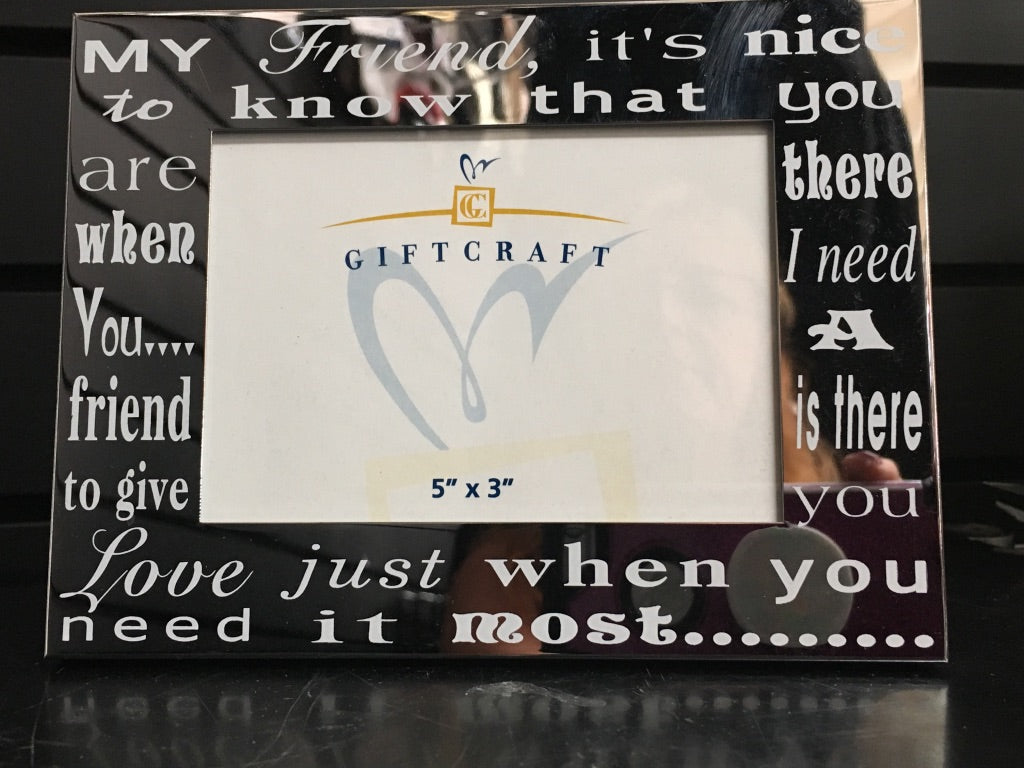 MY Friend, it's nice
to know that you
are there
when I need
You.... A
friend is there
to give you
Love just when you
need it most.........
GC
GIFTCRAFT
5" x 3"